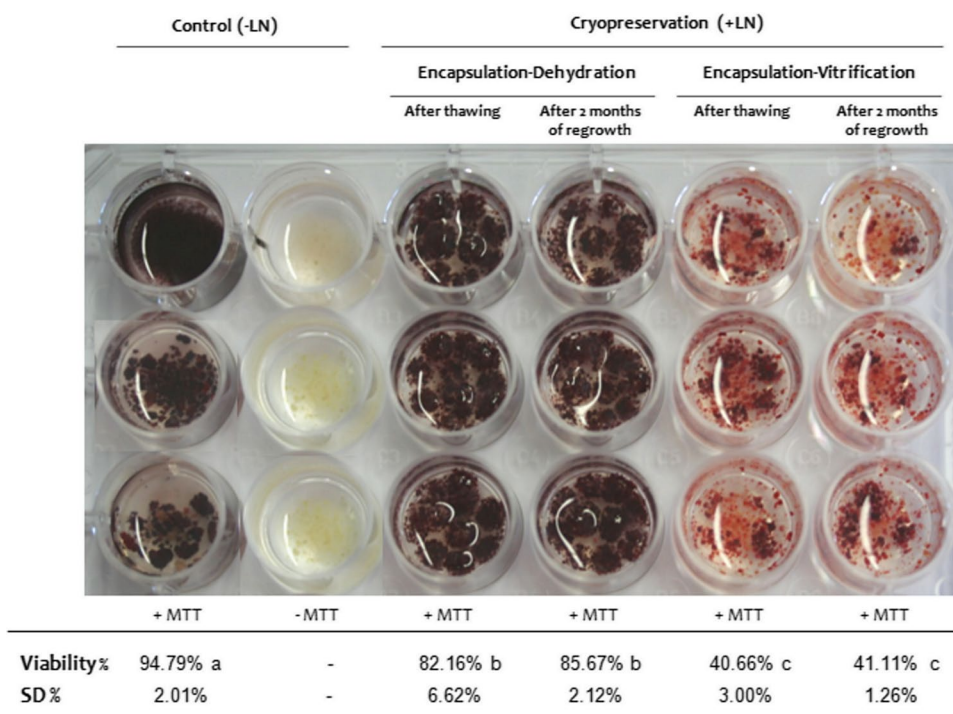 Control (-LN)
Cryopreservation (+LN)
Encapsulation-Dehydration
Encapsulation-Vitrification
After thawing
After 2 months
of regrowth
After thawing
After 2 months
of regrowth
+ MTT - MTT + MTT + MTT + MTT + MTT
Viability% 94.79% a - 82.16% b 85.67% b 40.66% c 41.11% c
SD% 2.01% - 6.62% 2.12% 3.00% 1.26%